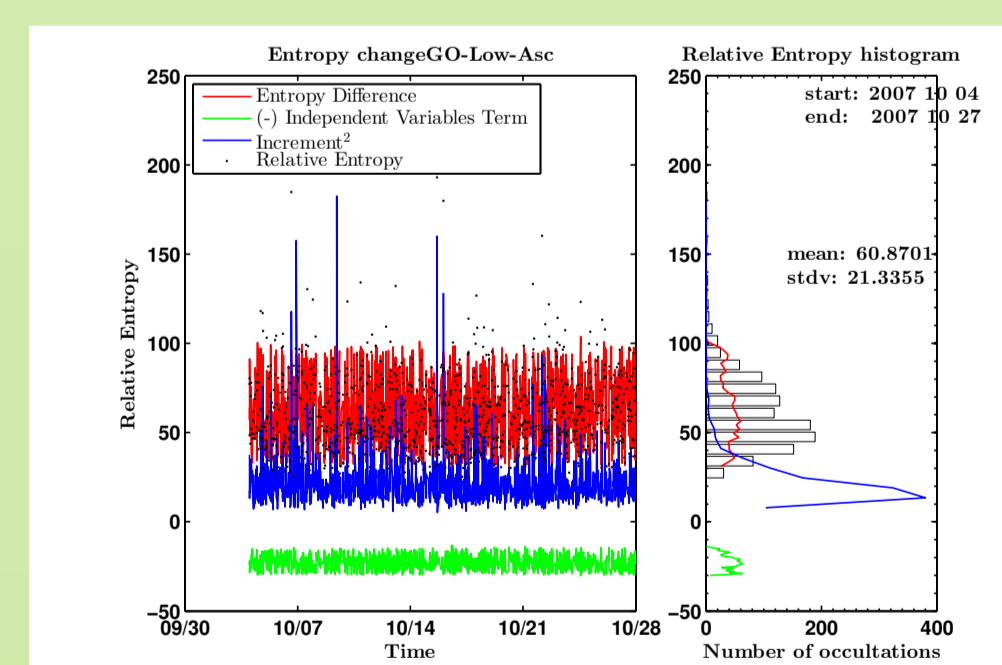 Entropy changeGO-Low-Asc
250
200
150
100
50
0
−50
Relative Entropy
Entropy Difference
(-) Independent Variables Term
Increment²
Relative Entropy
09/30 10/07 10/14 10/21 10/28
Time
Relative Entropy histogram
250
200
150
100
50
0
−50
start: 2007 10 04
end: 2007 10 27
mean: 60.8701
stdv: 21.3355
0 200 400
Number of occultations